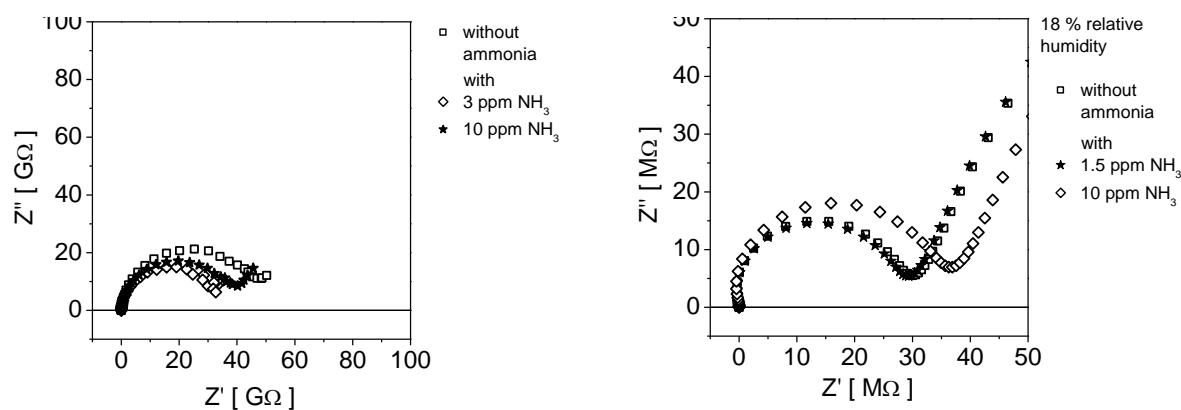 100
80
60
40
20
0
Z'' [ GΩ ]
0 20 40 60 80 100
Z' [ GΩ ]
without
ammonia
with
3 ppm NH3
10 ppm NH3
50
40
30
20
10
0
Z'' [ MΩ ]
0 10 20 30 40 50
Z' [ MΩ ]
18 % relative
humidity
without
ammonia
with
1.5 ppm NH3
10 ppm NH3